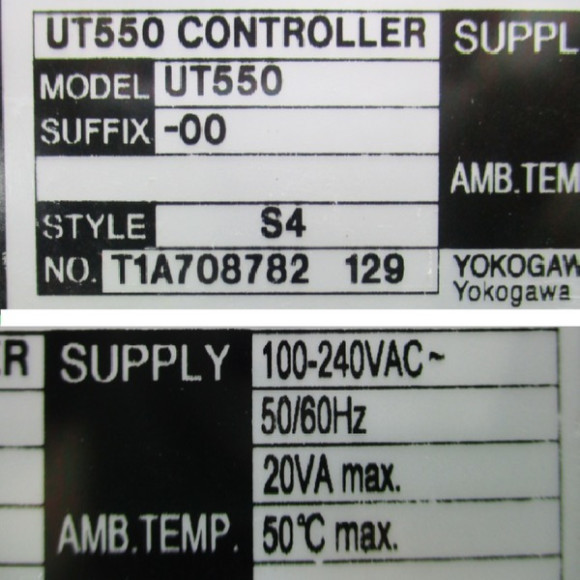 UT550 CONTROLLER SUPPL
MODEL UT550
SUFFIX -00
AMB.TEM
STYLE S4
NO. T1A708782 129 YOKOGAW
Yokogawa
ER SUPPLY 100-240VAC~
50/60Hz
20VA max.
AMB.TEMP. 50℃ max.